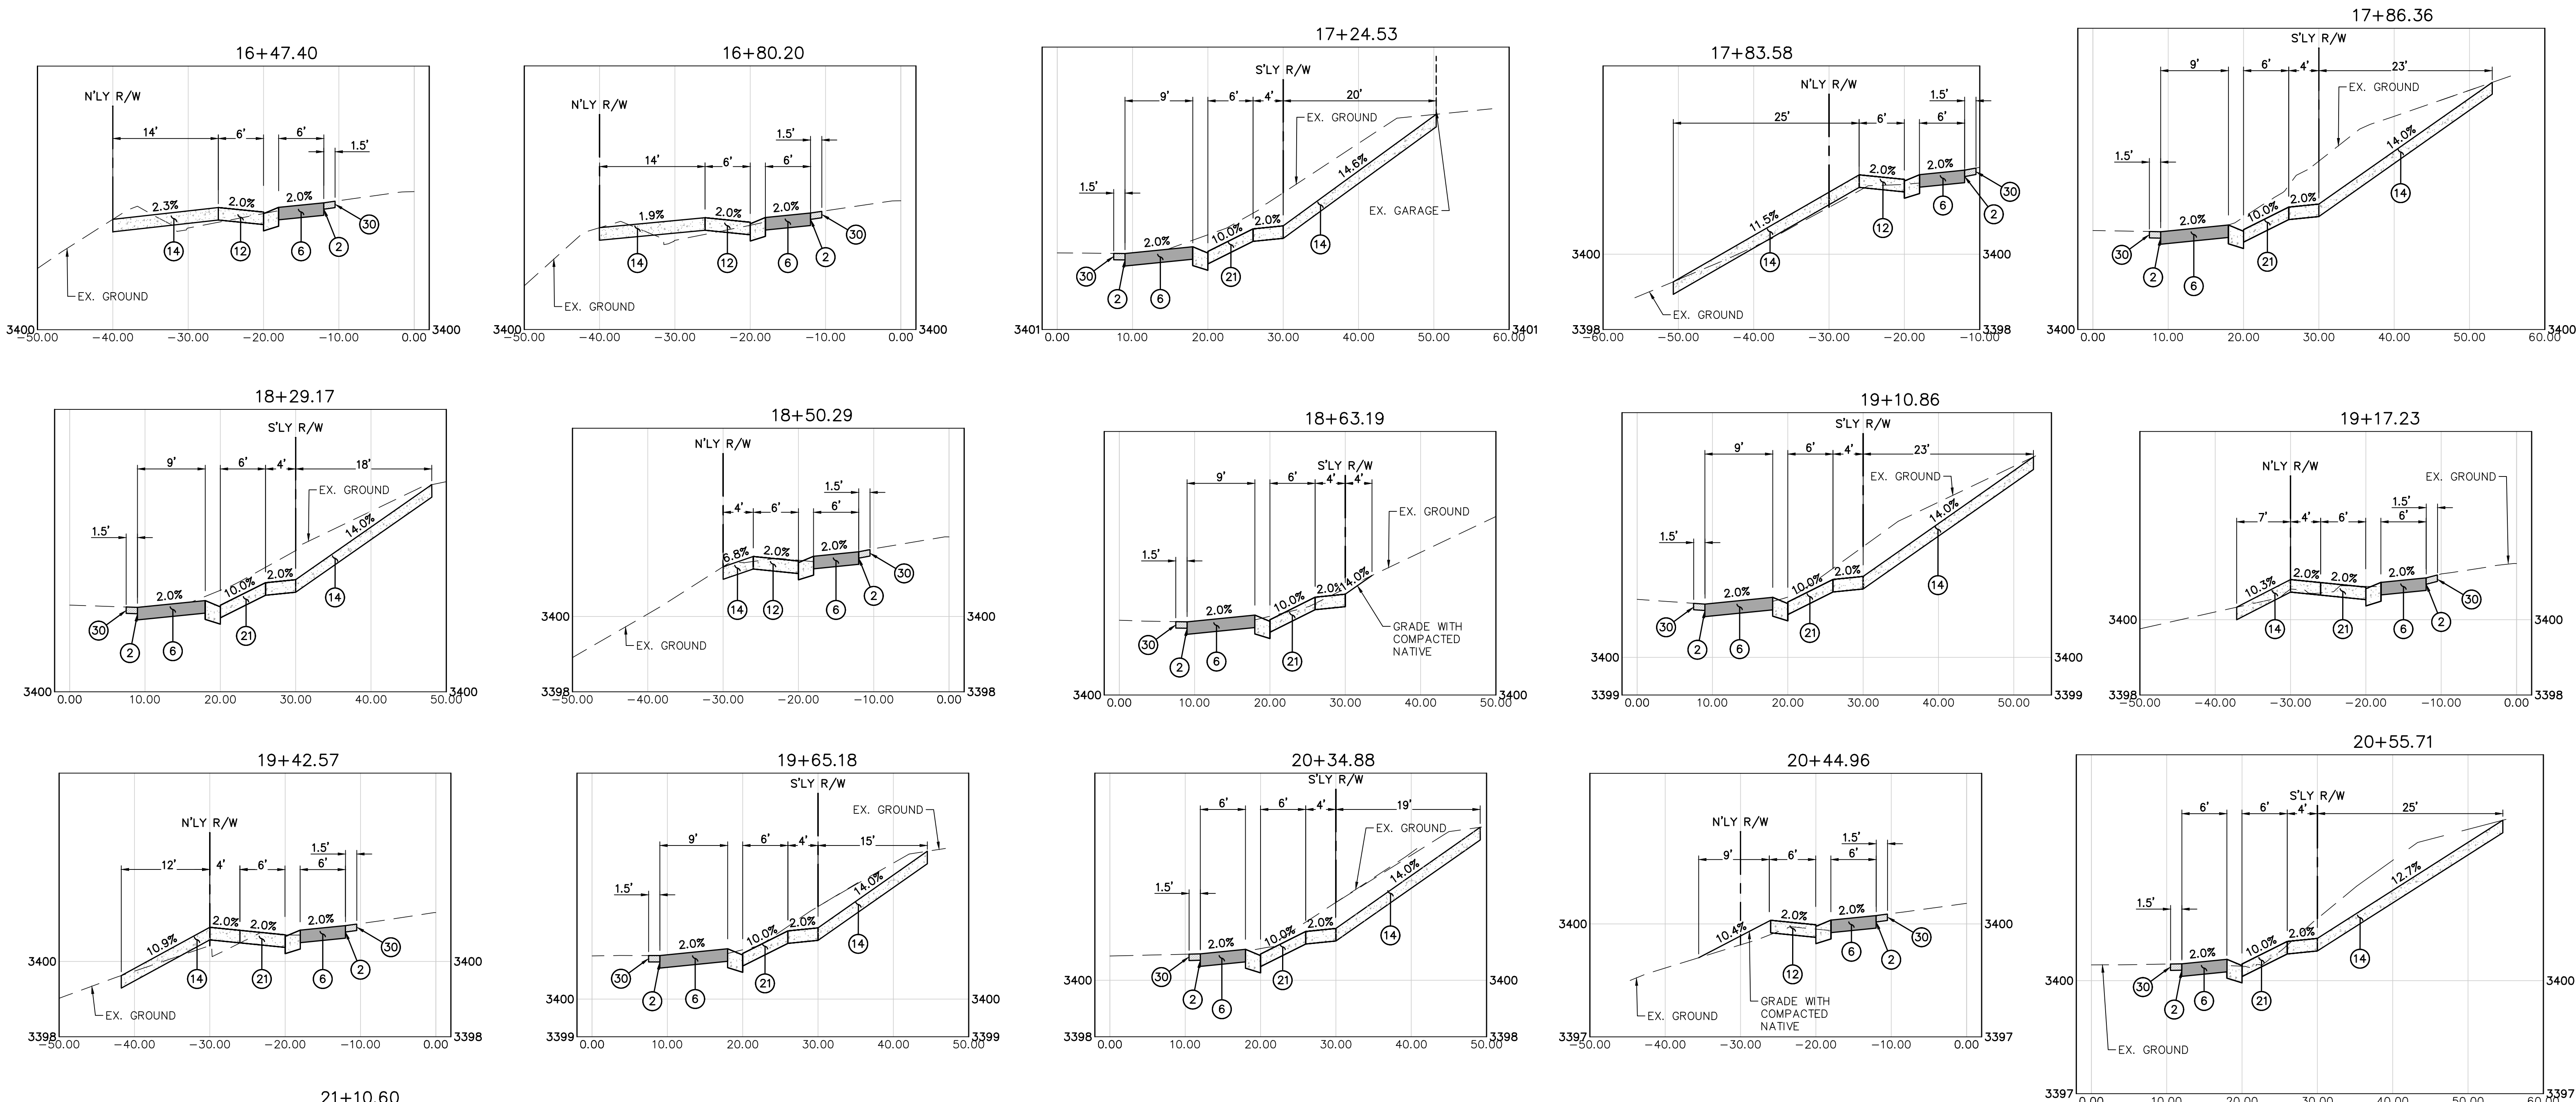 16+47.40
N'LY R/W
14' 6' 6'
1.5'
2.3% 2.0% 2.0%
14 12 6 2 30
EX. GROUND
3400 3400
−50.00 −40.00 −30.00 −20.00 −10.00 0.00
16+80.20
N'LY R/W
1.5'
14' 6' 6'
1.9% 2.0% 2.0%
14 12 6 2 30
EX. GROUND
3400 3400
−50.00 −40.00 −30.00 −20.00 −10.00 0.00
17+24.53
S'LY R/W
9' 6' 4' 20'
EX. GROUND
14.6%
1.5'
EX. GARAGE
2.0% 10.0% 2.0%
30 2 6 21 14
3401 3401
0.00 10.00 20.00 30.00 40.00 50.00 60.00
17+83.58
N'LY R/W
1.5'
25' 6' 6'
2.0% 2.0%
11.5%
14 12 6 2 30
3400 3400
EX. GROUND
3398 3398
−60.00 −50.00 −40.00 −30.00 −20.00 −10.00
17+86.36
S'LY R/W
9' 6' 4' 23'
EX. GROUND
14.0%
1.5'
2.0% 10.0% 2.0%
30 2 6 21 14
3400 3400
0.00 10.00 20.00 30.00 40.00 50.00 60.00
18+29.17
S'LY R/W
9' 6' 4' 18'
EX. GROUND
14.0%
1.5'
2.0% 10.0% 2.0%
30 2 6 21 14
3400 3400
0.00 10.00 20.00 30.00 40.00 50.00
18+50.29
N'LY R/W
1.5'
4' 6' 6'
6.8% 2.0% 2.0%
14 12 6 2 30
3400
EX. GROUND
3398 3398
−50.00 −40.00 −30.00 −20.00 −10.00 0.00
18+63.19
S'LY R/W
9' 6' 4' 4'
EX. GROUND
1.5'
2.0% 10.0% 2.0% 14.0%
30 2 6 21
GRADE WITH
COMPACTED
NATIVE
3400 3400
0.00 10.00 20.00 30.00 40.00 50.00
19+10.86
S'LY R/W
9' 6' 4' 23'
EX. GROUND
14.0%
1.5'
2.0% 10.0% 2.0%
30 2 6 21 14
3400 3400
3399 3399
0.00 10.00 20.00 30.00 40.00 50.00
19+17.23
N'LY R/W
EX. GROUND
1.5'
7' 4' 6' 6'
10.3% 2.0% 2.0% 2.0%
14 21 6 2 30
3400 3400
3398 3398
−50.00 −40.00 −30.00 −20.00 −10.00 0.00
19+42.57
N'LY R/W
1.5'
12' 4' 6' 6'
10.9% 2.0% 2.0% 2.0%
14 21 6 2 30
3400 3400
EX. GROUND
3398 3398
−50.00 −40.00 −30.00 −20.00 −10.00 0.00
19+65.18
S'LY R/W
EX. GROUND
9' 6' 4' 15'
14.0%
1.5'
2.0% 10.0% 2.0%
30 2 6 21 14
3400 3400
3399 3399
0.00 10.00 20.00 30.00 40.00 50.00
20+34.88
S'LY R/W
6' 6' 4' 19'
EX. GROUND
14.0%
1.5'
2.0% 10.0% 2.0%
30 2 6 21 14
3400 3400
3398 3398
0.00 10.00 20.00 30.00 40.00 50.00
20+44.96
N'LY R/W
1.5'
9' 6' 6'
10.4% 2.0% 2.0%
12 6 2 30
3400 3400
GRADE WITH
COMPACTED
NATIVE
EX. GROUND
3397 3397
−50.00 −40.00 −30.00 −20.00 −10.00 0.00
20+55.71
S'LY R/W
6' 6' 4' 25'
12.7%
1.5'
2.0% 10.0% 2.0%
30 2 6 21 14
3400 3400
EX. GROUND
3397 3397
0.00 10.00 20.00 30.00 40.00 50.00 60.00
21+10.60